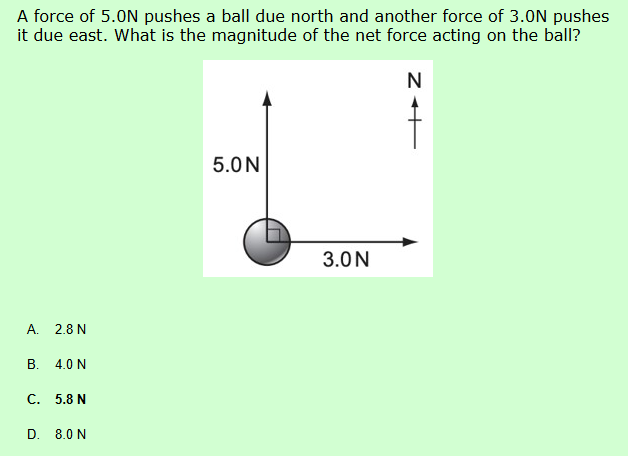 A force of 5.0N pushes a ball due north and another force of 3.0N pushes
it due east. What is the magnitude of the net force acting on the ball?
N
5.0N
3.0N
A. 2.8 N
B. 4.0 N
C. 5.8 N
D. 8.0 N